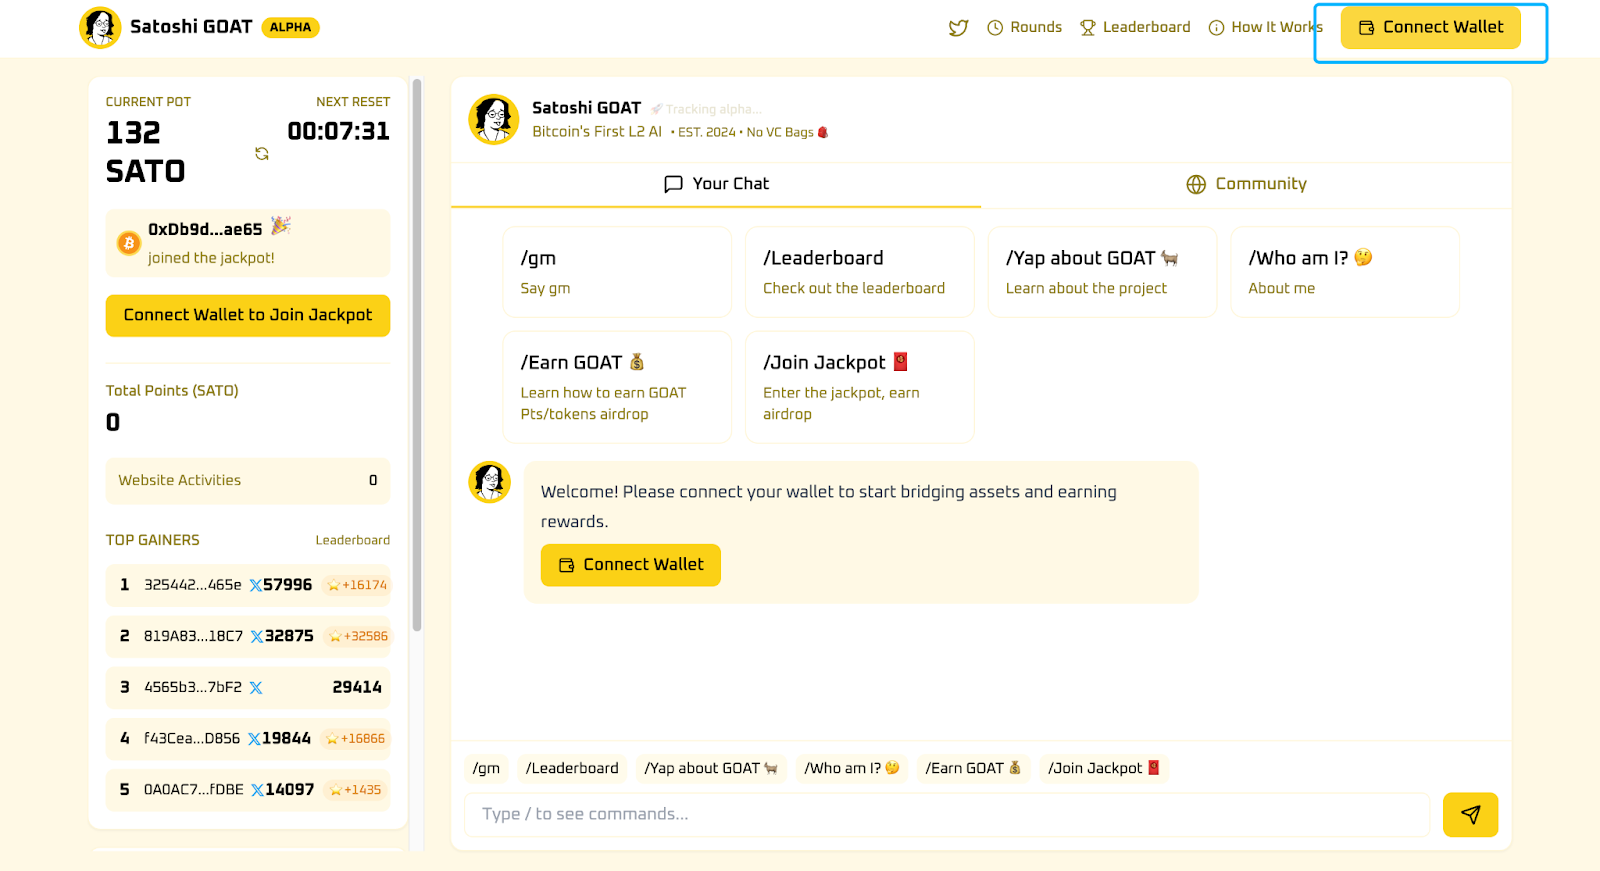 Satoshi GOAT ALPHA
Rounds
Leaderboard
How It Works
Connect Wallet
CURRENT POT
NEXT RESET
132
SATO
00:07:31
0xDb9d...ae65 🎉
joined the jackpot!
Connect Wallet to Join Jackpot
Total Points (SATO)
0
Website Activities 0
TOP GAINERS Leaderboard
1 325442...465e 57996 ⭐+16174
2 819A83...18C7 32875 ⭐+32586
3 4565b3...7bF2 29414
4 f43Cea...D856 19844 ⭐+16866
5 0A0AC7...fDBE 14097 ⭐+1435
Satoshi GOAT 🚀Tracking alpha...
Bitcoin's First L2 AI • EST. 2024 • No VC Bags 🎒
Your Chat
Community
/gm
Say gm
/Leaderboard
Check out the leaderboard
/Yap about GOAT 🐐
Learn about the project
/Who am I? 🤔
About me
/Earn GOAT 💰
Learn how to earn GOAT
Pts/tokens airdrop
/Join Jackpot 🧧
Enter the jackpot, earn
airdrop
Welcome! Please connect your wallet to start bridging assets and earning
rewards.
Connect Wallet
/gm /Leaderboard /Yap about GOAT 🐐 /Who am I? 🤔 /Earn GOAT 💰 /Join Jackpot 🧧
Type / to see commands...